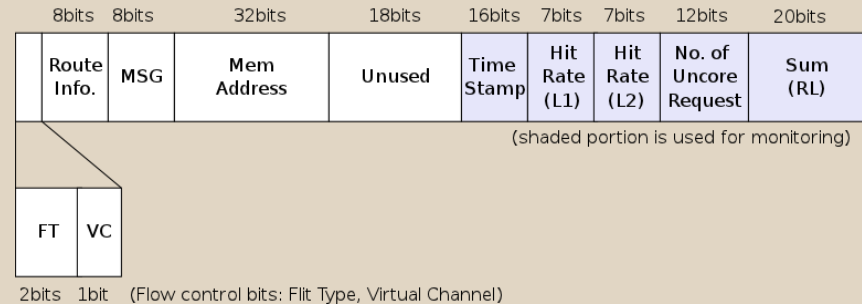 8bits 8bits 32bits 18bits 16bits 7bits 7bits 12bits 20bits
Route Info.
MSG
Mem Address
Unused
Time Stamp
Hit Rate (L1)
Hit Rate (L2)
No. of Uncore Request
Sum (RL)
(shaded portion is used for monitoring)
FT VC
2bits 1bit (Flow control bits: Flit Type, Virtual Channel)